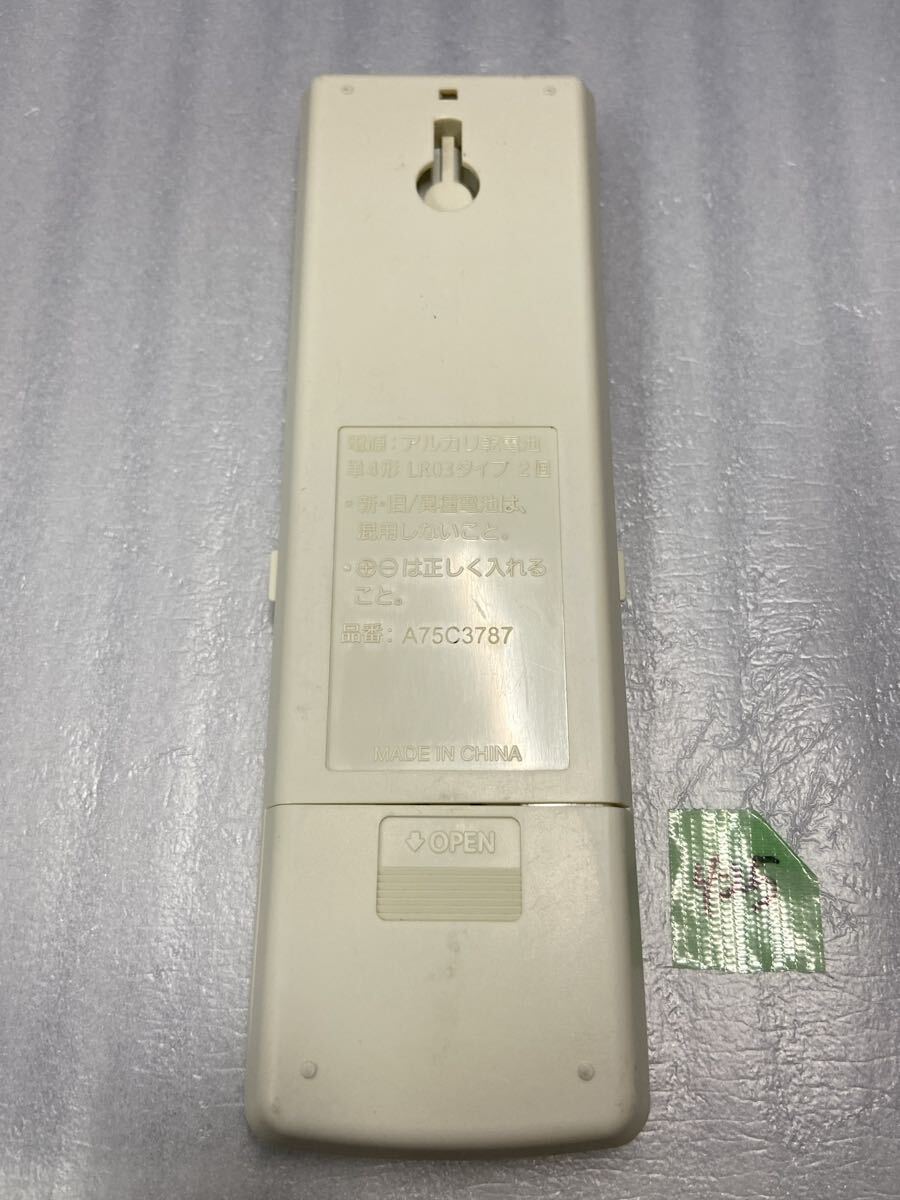 電源：アルカリ乾電池
単4形 LR03タイプ 2個
・新・旧/異種電池は、
混用しないこと。
・⊕⊖は正しく入れる
こと。
品番：A75C3787
MADE IN CHINA
OPEN